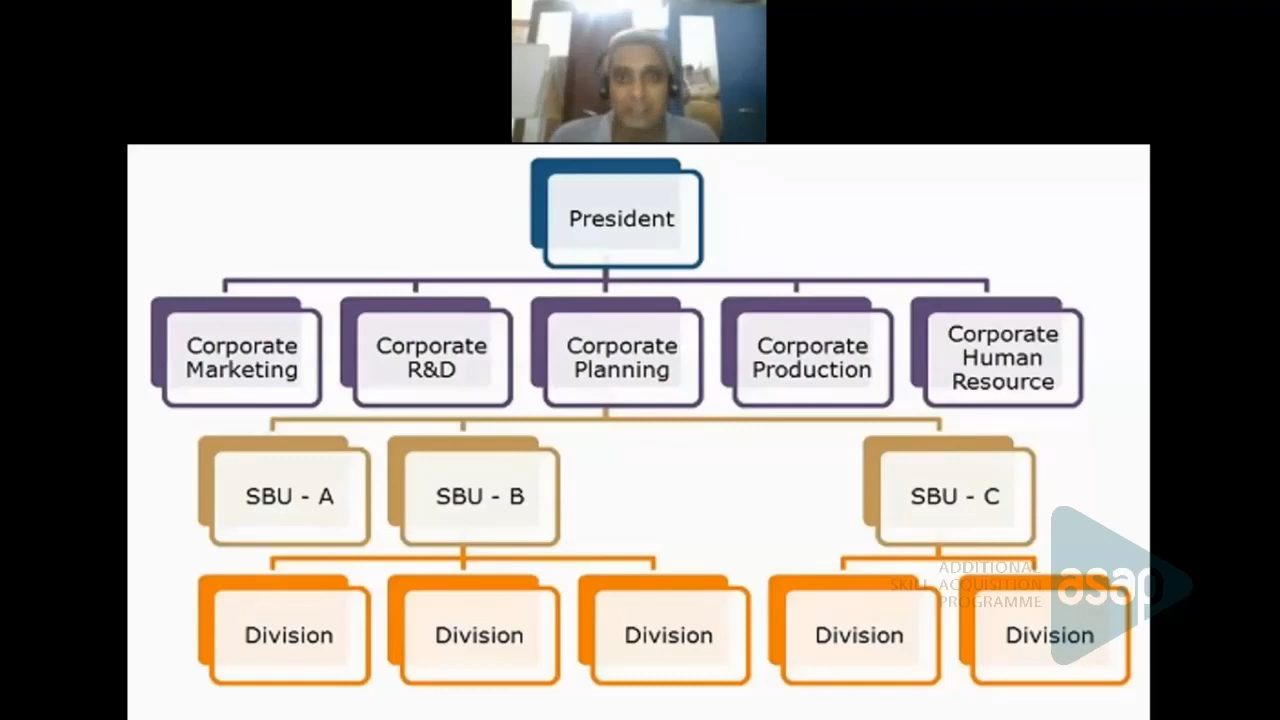 President
Corporate
Marketing
Corporate
R&D
Corporate
Planning
Corporate
Production
Corporate
Human
Resource
SBU - A
SBU - B
SBU - C
Division
Division
Division
Division
Division
ADDITIONAL
SKILL ACQUISITION
PROGRAMME
asap